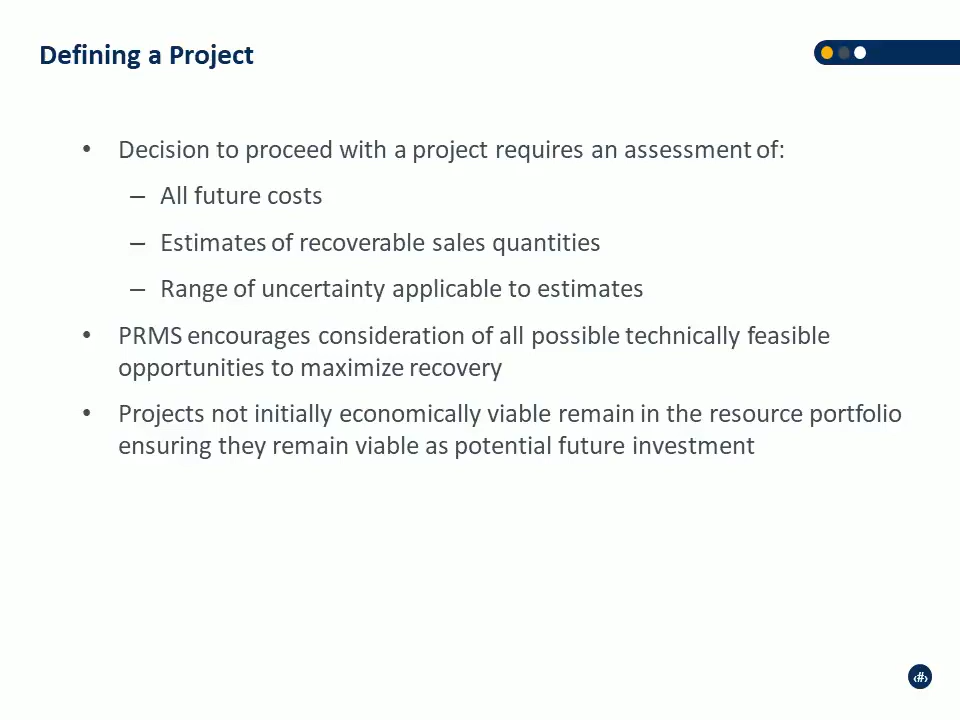 Defining a Project
• Decision to proceed with a project requires an assessment of:
– All future costs
– Estimates of recoverable sales quantities
– Range of uncertainty applicable to estimates
• PRMS encourages consideration of all possible technically feasible
opportunities to maximize recovery
• Projects not initially economically viable remain in the resource portfolio
ensuring they remain viable as potential future investment
‹#›